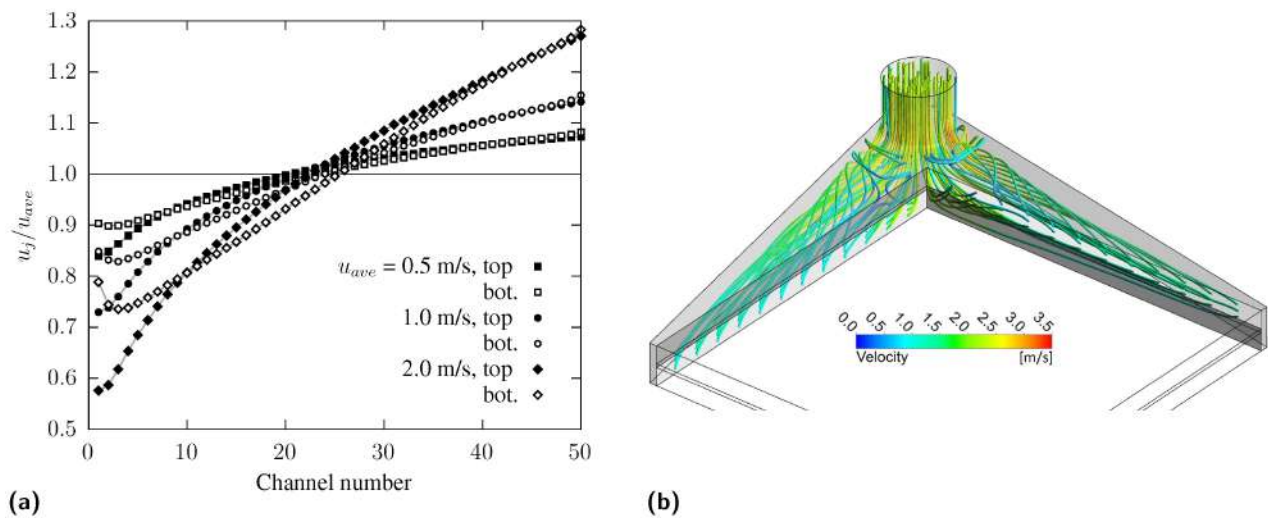 1.3
1.2
1.1
1.0
0.9
0.8
0.7
0.6
0.5
u_j/u_ave
u_ave = 0.5 m/s, top
bot.
1.0 m/s, top
bot.
2.0 m/s, top
bot.
0 10 20 30 40 50
Channel number
(a)
0.0 0.5 1.0 1.5 2.0 2.5 3.0 3.5
Velocity [m/s]
(b)